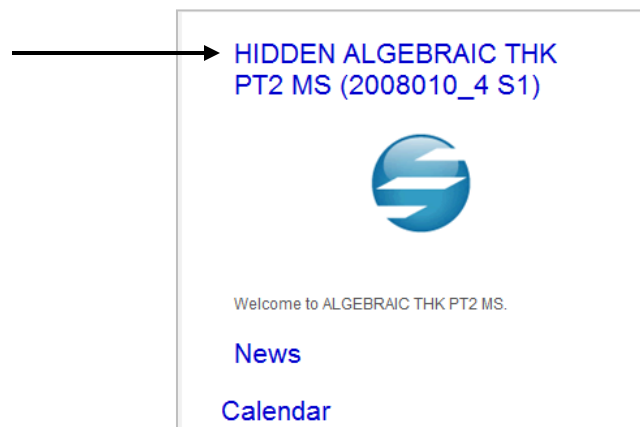 HIDDEN ALGEBRAIC THK
PT2 MS (2008010_4 S1)
Welcome to ALGEBRAIC THK PT2 MS.
News
Calendar